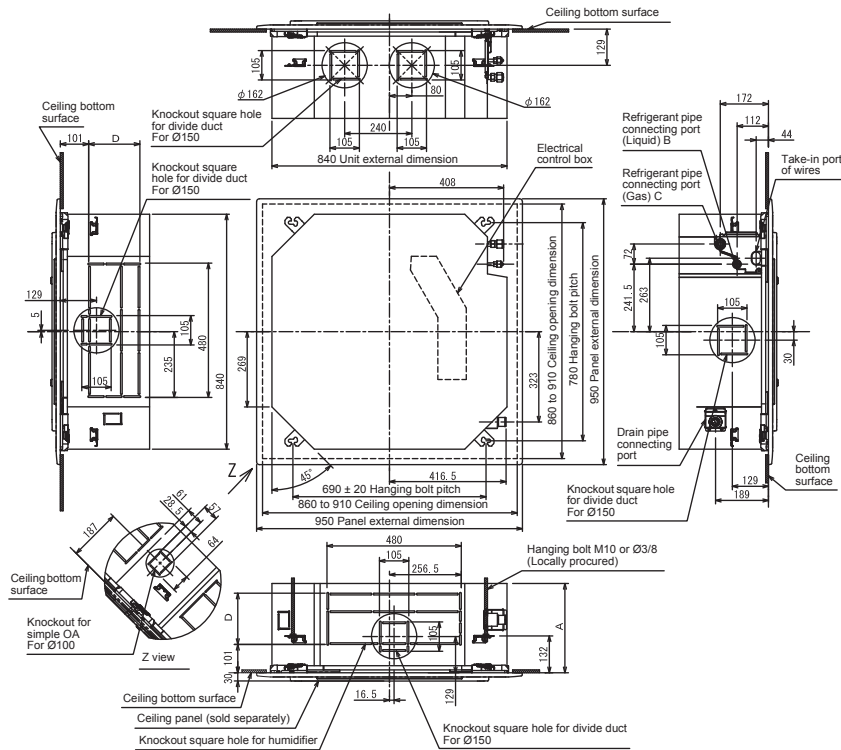 Ceiling bottom surface
129
105
105
φ162
φ162
80
240
105
105
Knockout square hole
for divide duct
For Ø150
840 Unit external dimension
Electrical
control box
408
Ceiling bottom
surface
101
D
Knockout square
hole for divide duct
For Ø150
129
5
105
105
235
480
840
269
323
860 to 910 Ceiling opening dimension
780 Hanging bolt pitch
950 Panel external dimension
45°
416.5
690 ± 20 Hanging bolt pitch
860 to 910 Ceiling opening dimension
950 Panel external dimension
Z
172
112
44
Refrigerant pipe
connecting port
(Liquid) B
Refrigerant pipe
connecting port
(Gas) C
Take-in port
of wires
72
241.5
263
105
105
30
Drain pipe
connecting
port
129
189
Ceiling
bottom
surface
Knockout square hole
for divide duct
For Ø150
187
61
28.5
57
64
Ceiling bottom
surface
Knockout for
simple OA
For Ø100
Z view
480
105
256.5
Hanging bolt M10 or Ø3/8
(Locally procured)
D
101
30
105
A
132
129
16.5
Ceiling bottom surface
Ceiling panel (sold separately)
Knockout square hole for humidifier
Knockout square hole for divide duct
For Ø150